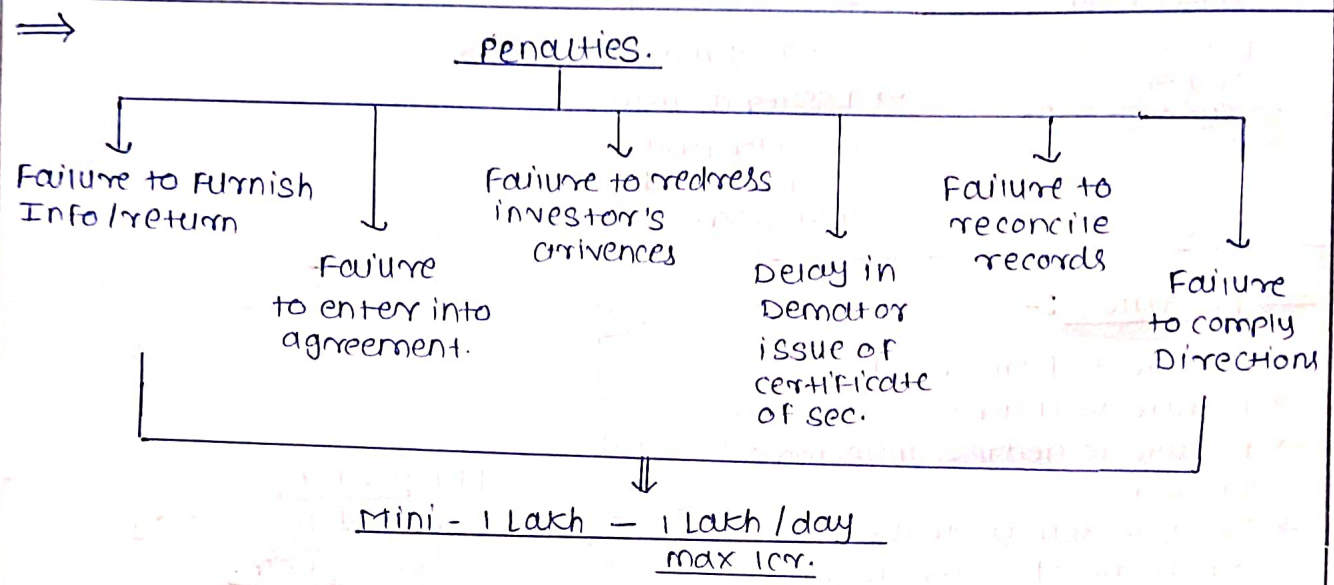 ⇒
Penalties.
Failure to Furnish
Info/return
Failure
to enter into
agreement.
Failure to redress
investor's
Grivences
Delay in
Demat or
issue of
certificate
of sec.
Failure to
reconcile
records
Failure
to comply
Directions
Mini - 1 Lakh - 1 Lakh / day
max 1cr.